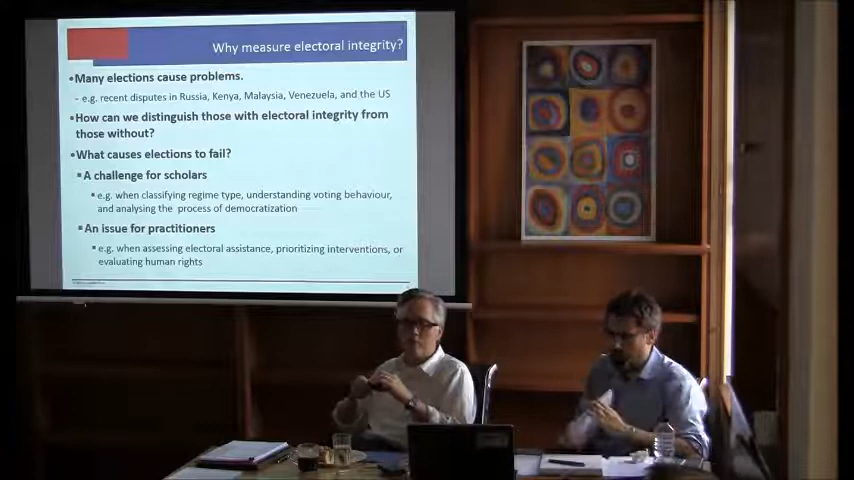 Why measure electoral integrity?
•Many elections cause problems.
– e.g. recent disputes in Russia, Kenya, Malaysia, Venezuela, and the US
•How can we distinguish those with electoral integrity from
those without?
•What causes elections to fail?
▪A challenge for scholars
▪e.g. when classifying regime type, understanding voting behaviour,
and analysing the process of democratization
▪An issue for practitioners
▪e.g. when assessing electoral assistance, prioritizing interventions, or
evaluating human rights